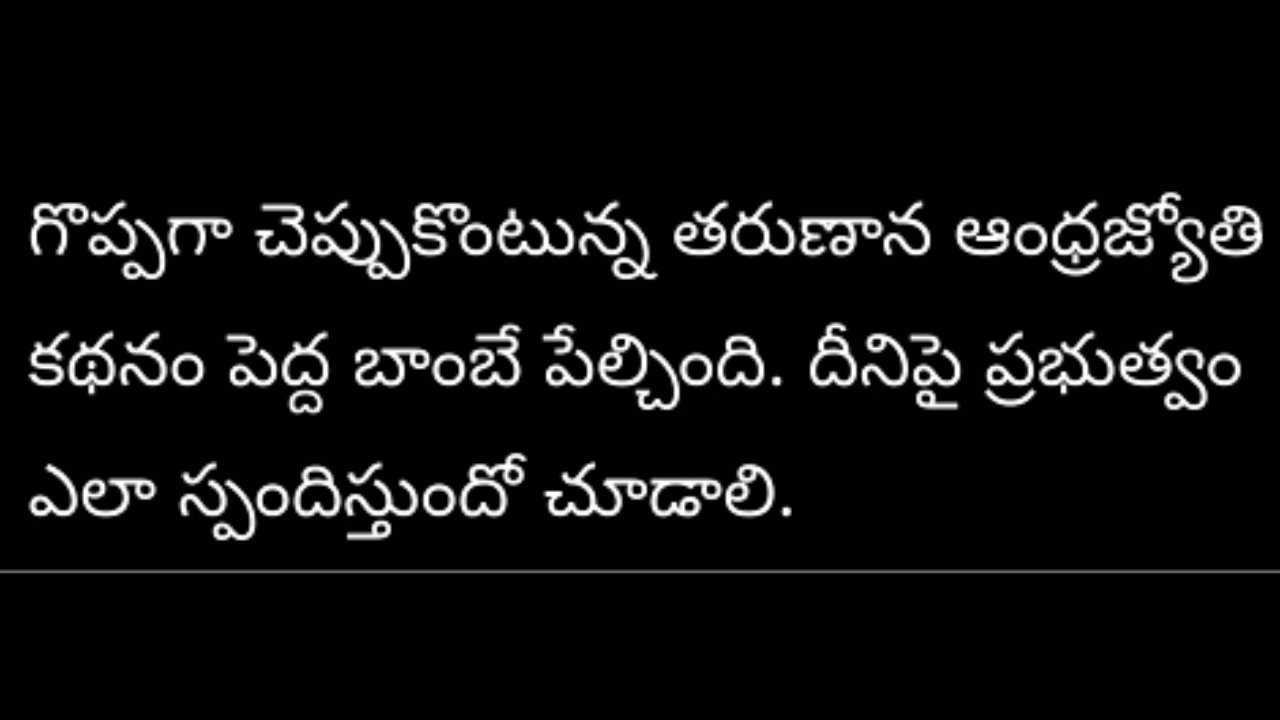 గొప్పగా చెప్పుకొంటున్న తరుణాన ఆంధ్రజ్యోతి
కథనం పెద్ద బాంబే పేల్చింది. దీనిపై ప్రభుత్వం
ఎలా స్పందిస్తుందో చూడాలి.